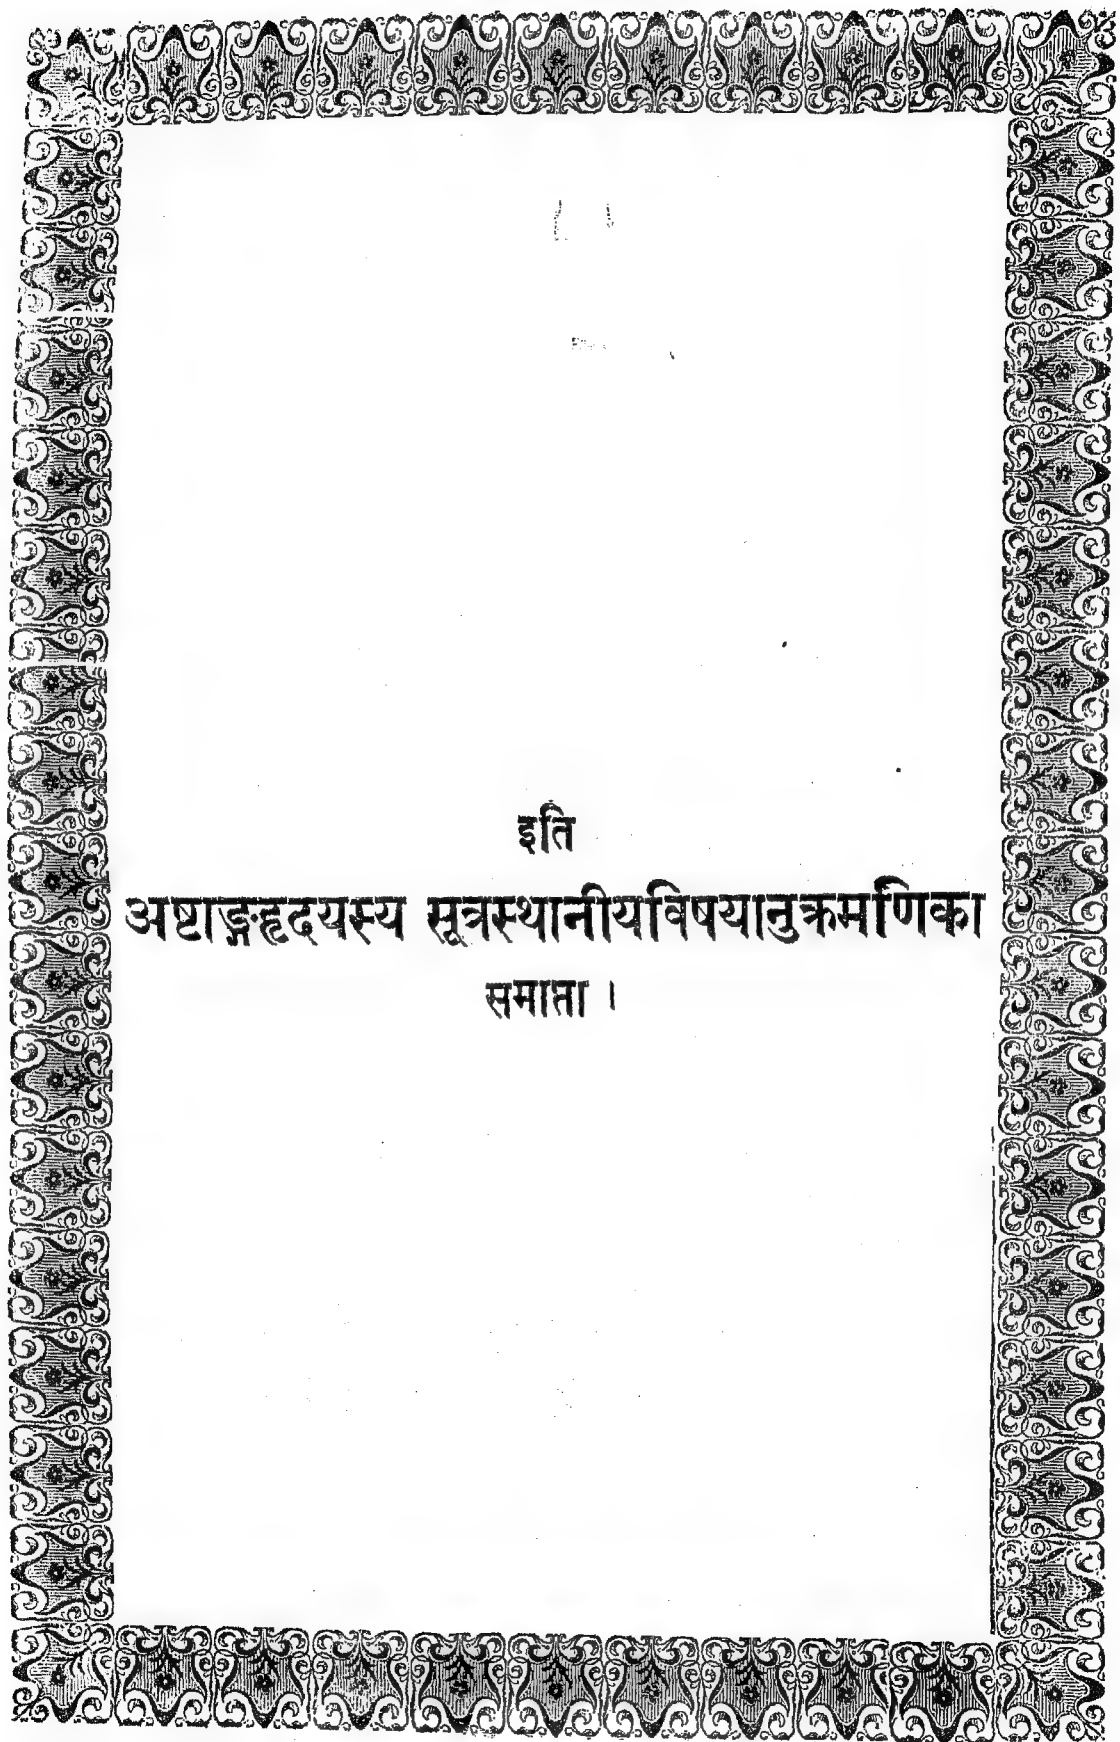 इति
अष्टाङ्गहृदयस्य सूत्रस्थानीयविषयानुक्रमणिका
समाप्ता ।